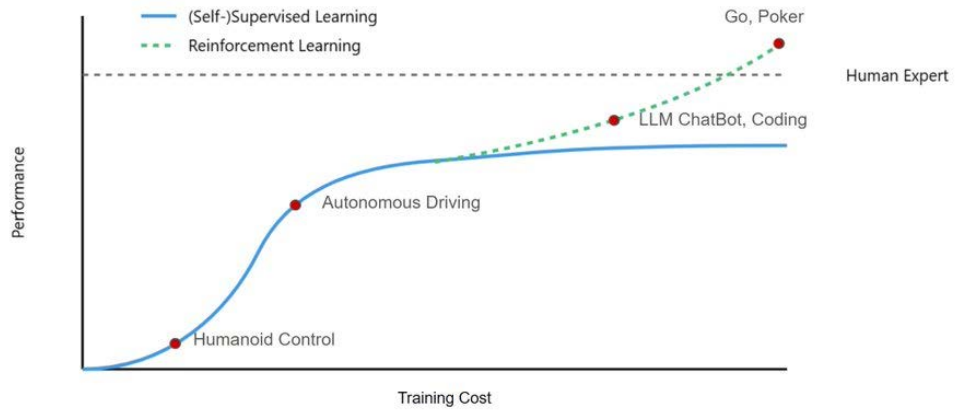 (Self-)Supervised Learning
Reinforcement Learning
Go, Poker
Human Expert
LLM ChatBot, Coding
Performance
Autonomous Driving
Humanoid Control
Training Cost